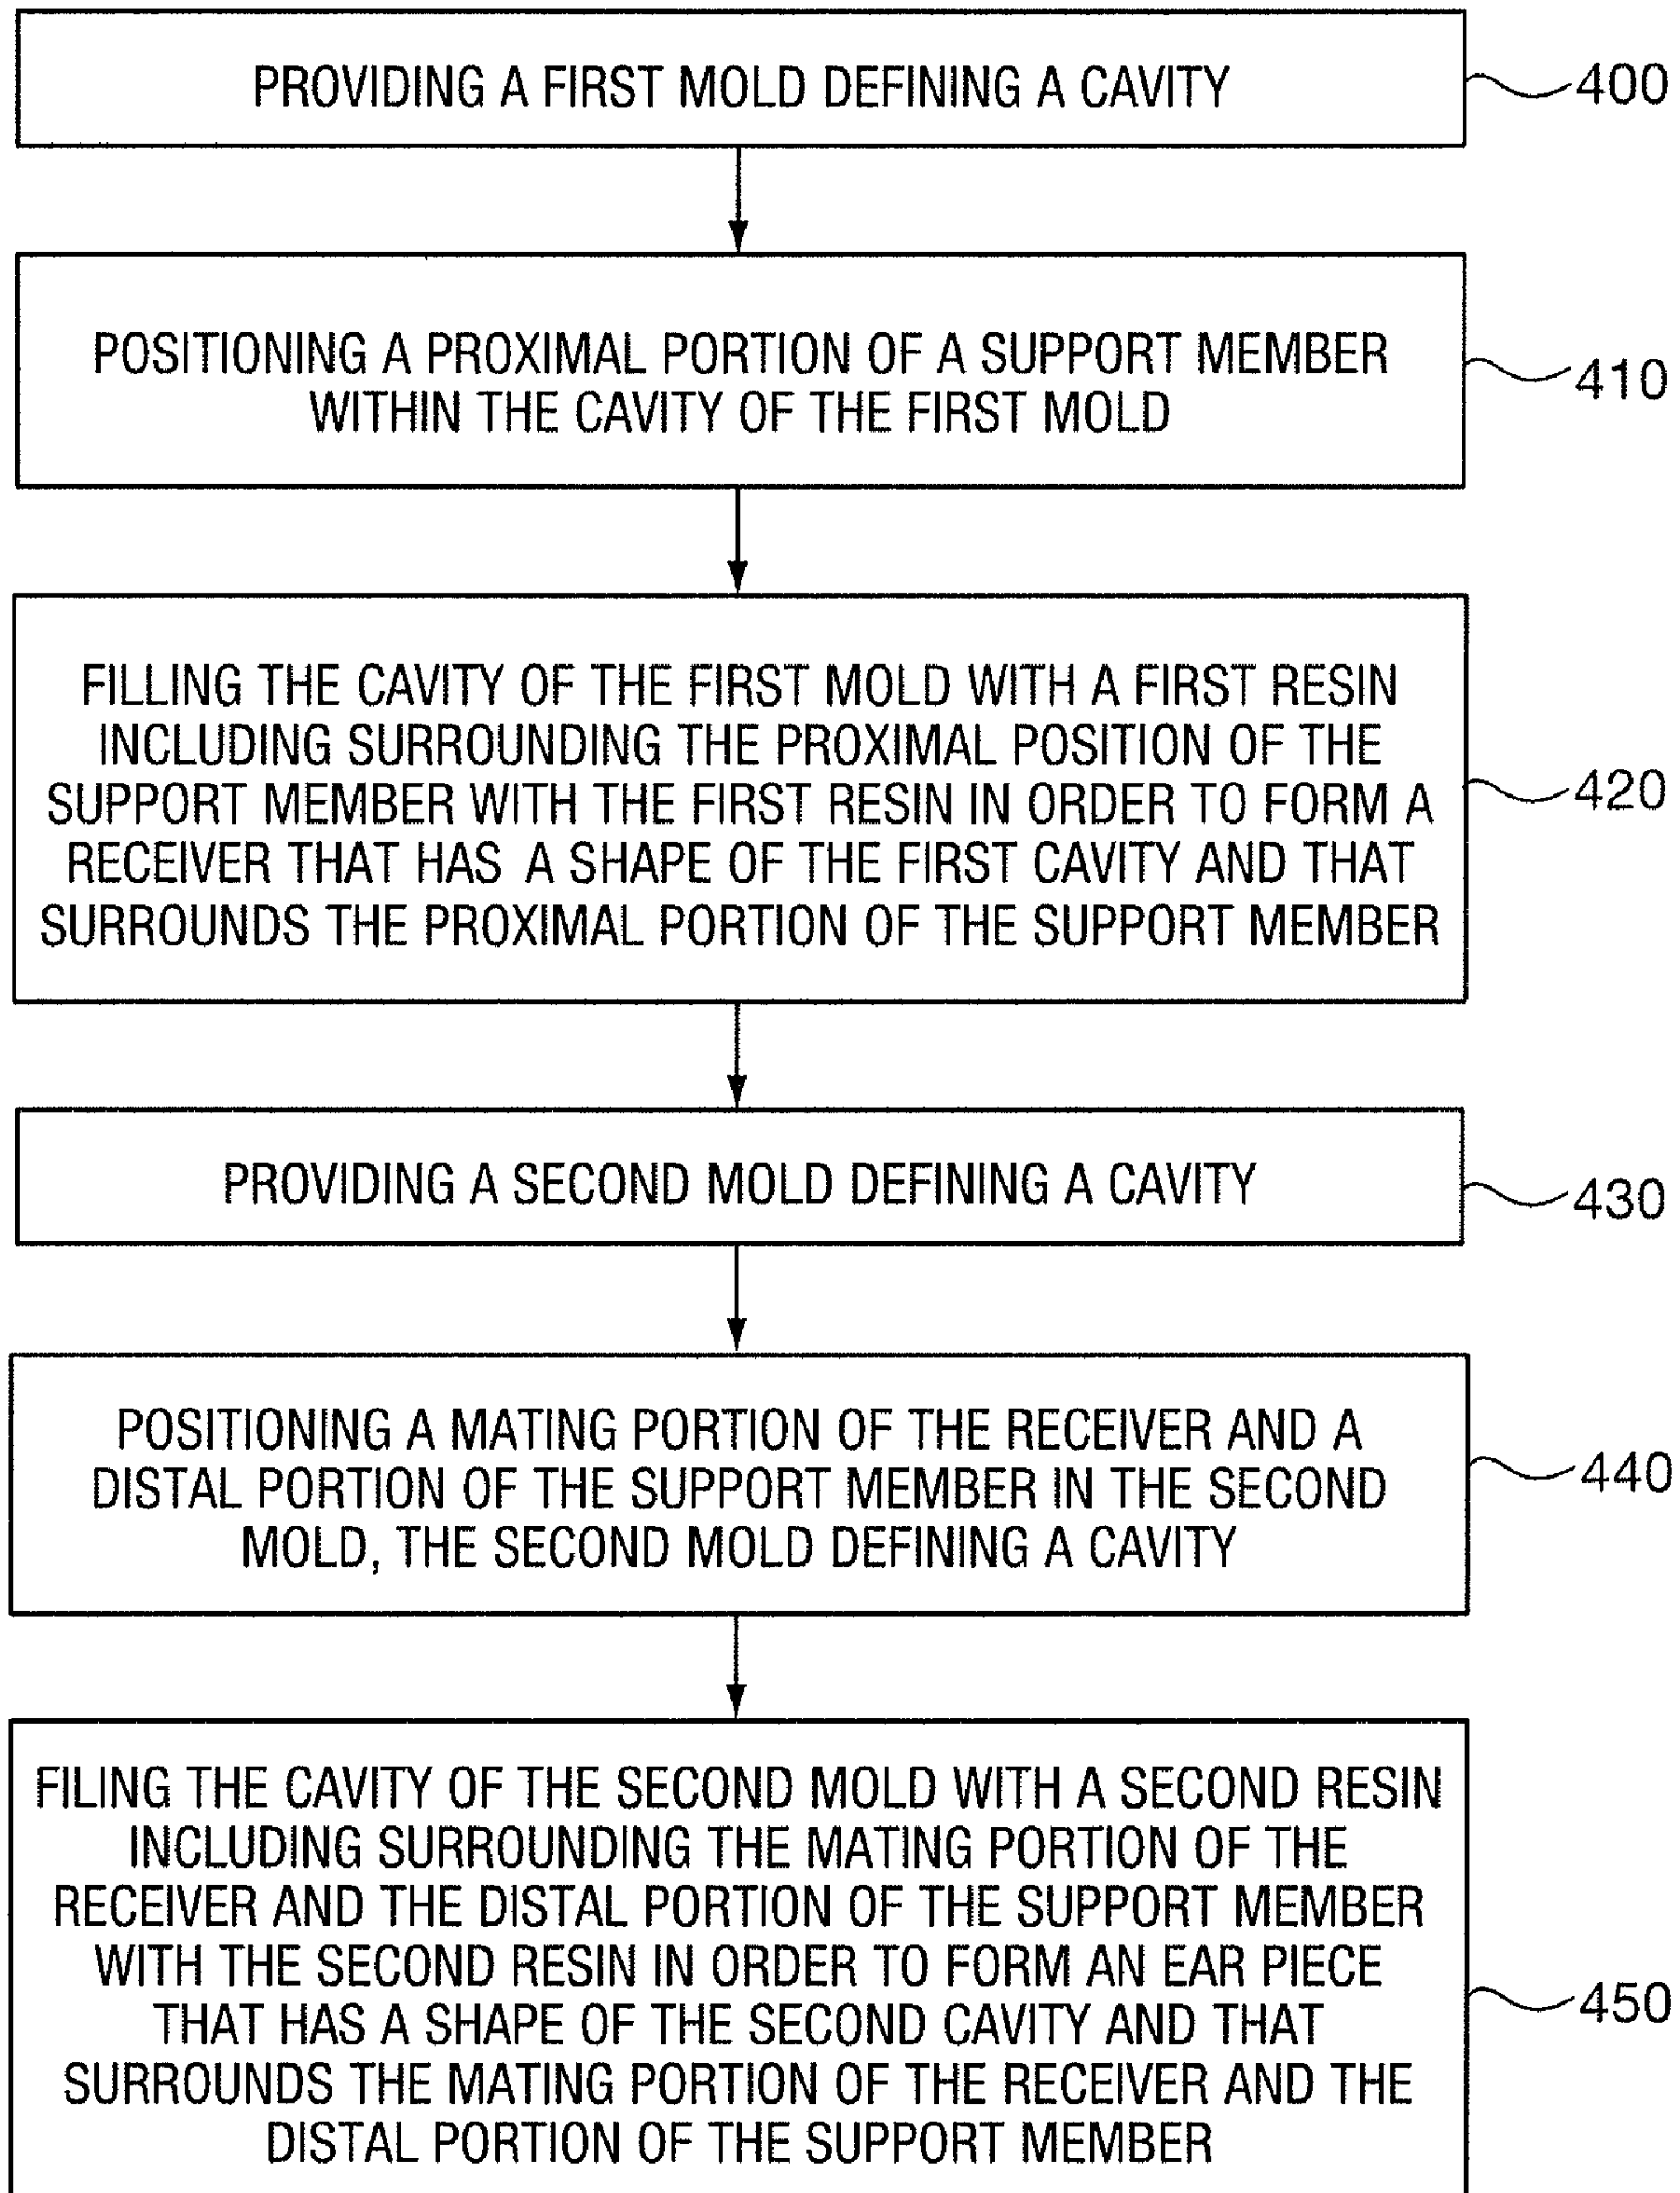 PROVIDING A FIRST MOLD DEFINING A CAVITY
400
POSITIONING A PROXIMAL PORTION OF A SUPPORT MEMBER
WITHIN THE CAVITY OF THE FIRST MOLD
410
FILLING THE CAVITY OF THE FIRST MOLD WITH A FIRST RESIN
INCLUDING SURROUNDING THE PROXIMAL POSITION OF THE
SUPPORT MEMBER WITH THE FIRST RESIN IN ORDER TO FORM A
RECEIVER THAT HAS A SHAPE OF THE FIRST CAVITY AND THAT
SURROUNDS THE PROXIMAL PORTION OF THE SUPPORT MEMBER
420
PROVIDING A SECOND MOLD DEFINING A CAVITY
430
POSITIONING A MATING PORTION OF THE RECEIVER AND A
DISTAL PORTION OF THE SUPPORT MEMBER IN THE SECOND
MOLD, THE SECOND MOLD DEFINING A CAVITY
440
FILING THE CAVITY OF THE SECOND MOLD WITH A SECOND RESIN
INCLUDING SURROUNDING THE MATING PORTION OF THE
RECEIVER AND THE DISTAL PORTION OF THE SUPPORT MEMBER
WITH THE SECOND RESIN IN ORDER TO FORM AN EAR PIECE
THAT HAS A SHAPE OF THE SECOND CAVITY AND THAT
SURROUNDS THE MATING PORTION OF THE RECEIVER AND THE
DISTAL PORTION OF THE SUPPORT MEMBER
450